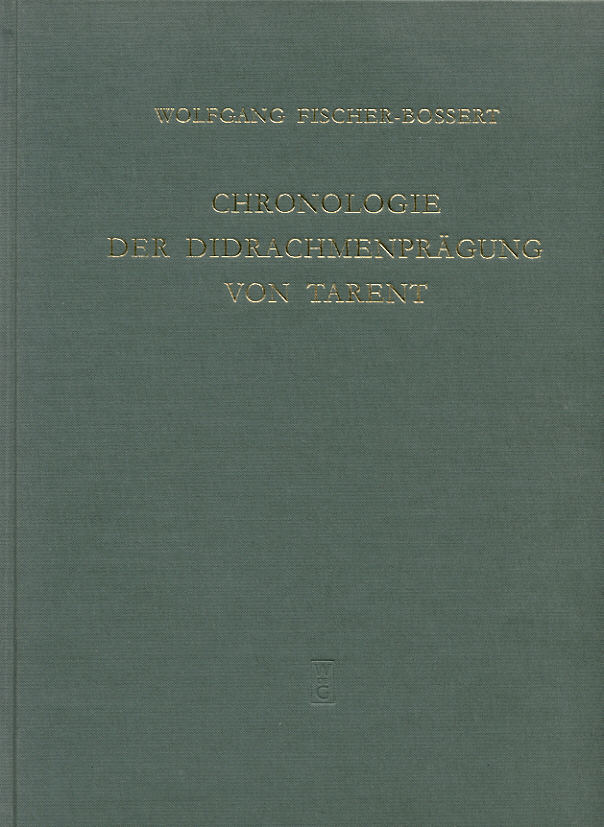 WOLFGANG FISCHER-BOSSERT
CHRONOLOGIE
DER DIDRACHMENPRÄGUNG
VON TARENT
W
G